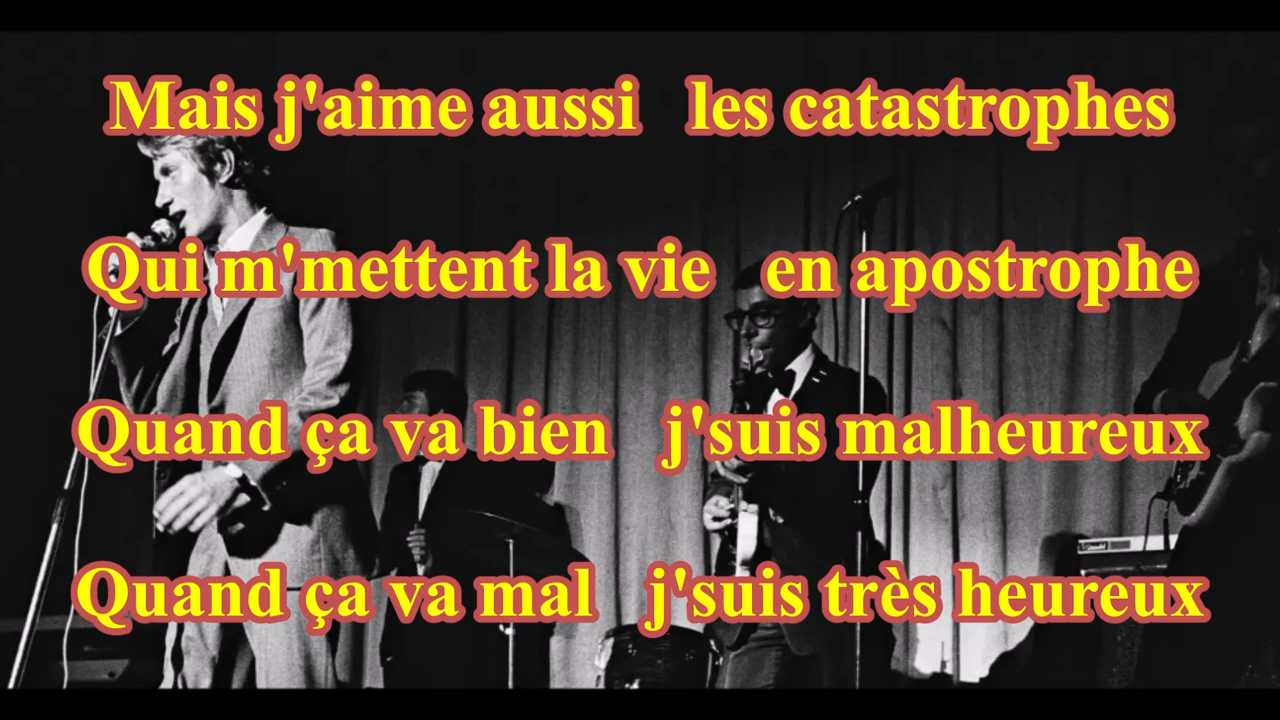 Mais j'aime aussi les catastrophes
Qui m'mettent la vie en apostrophe
Quand ça va bien j'suis malheureux
Quand ça va mal j'suis très heureux